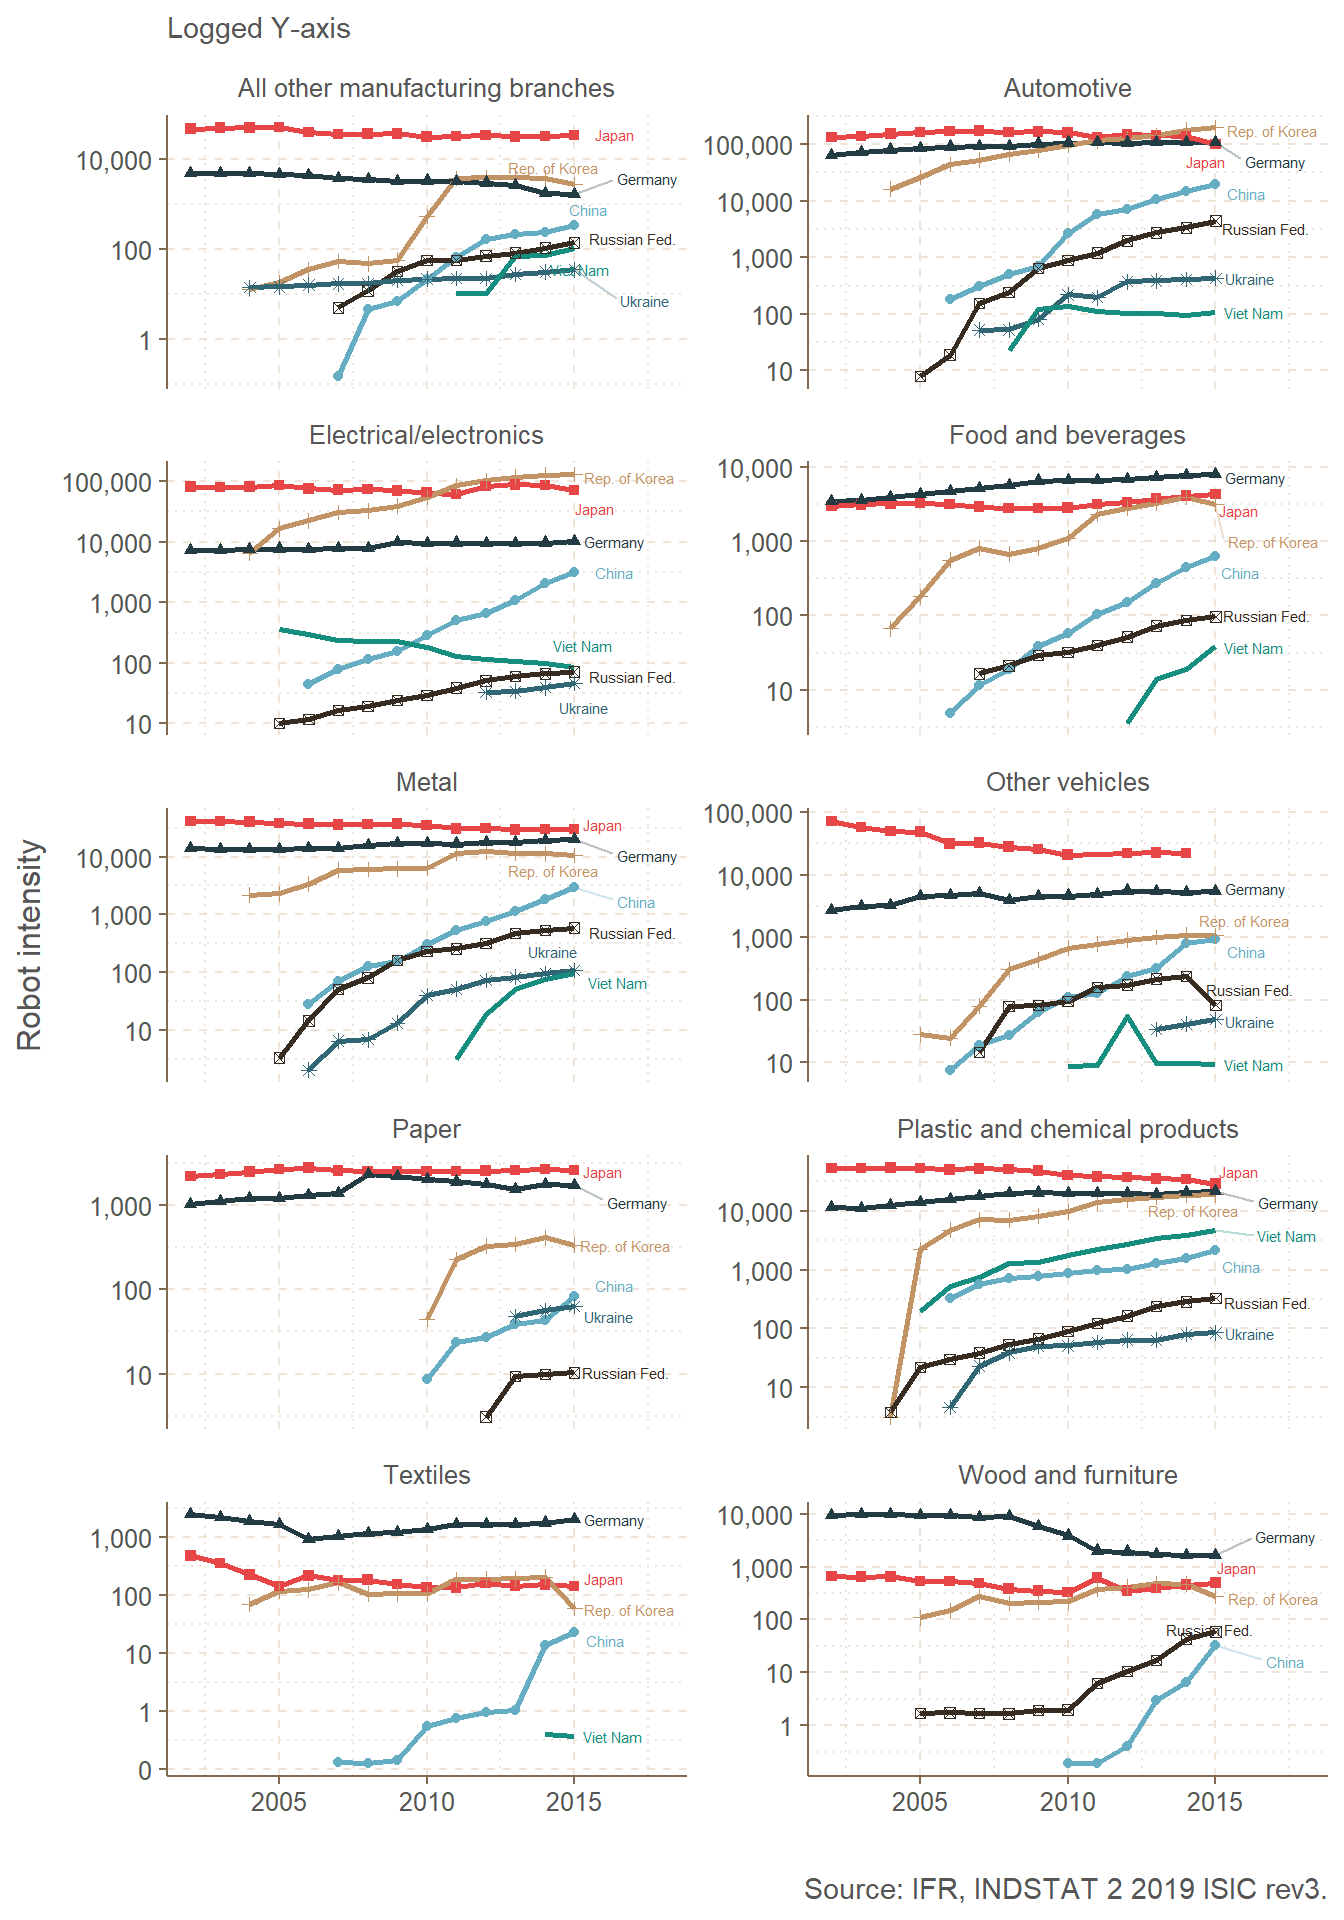 Logged Y-axis
All other manufacturing branches
10,000
100
1
Japan
Rep. of Korea
Germany
China
Russian Fed.
Viet Nam
Ukraine
Automotive
100,000
10,000
1,000
100
10
Rep. of Korea
Japan
Germany
China
Russian Fed.
Ukraine
Viet Nam
Electrical/electronics
100,000
10,000
1,000
100
10
Rep. of Korea
Japan
Germany
China
Viet Nam
Russian Fed.
Ukraine
Food and beverages
10,000
1,000
100
10
Germany
Japan
Rep. of Korea
China
Russian Fed.
Viet Nam
Robot intensity
Metal
10,000
1,000
100
10
Japan
Germany
Rep. of Korea
China
Russian Fed.
Ukraine
Viet Nam
Other vehicles
100,000
10,000
1,000
100
10
Germany
Rep. of Korea
China
Russian Fed.
Ukraine
Viet Nam
Paper
1,000
100
10
Japan
Germany
Rep. of Korea
China
Ukraine
Russian Fed.
Plastic and chemical products
10,000
1,000
100
10
Japan
Germany
Rep. of Korea
Viet Nam
China
Russian Fed.
Ukraine
Textiles
1,000
100
10
1
0
Germany
Japan
Rep. of Korea
China
Viet Nam
2005
2010
2015
Wood and furniture
10,000
1,000
100
10
1
Germany
Japan
Rep. of Korea
Russian Fed.
China
2005
2010
2015
Source: IFR, INDSTAT 2 2019 ISIC rev3.